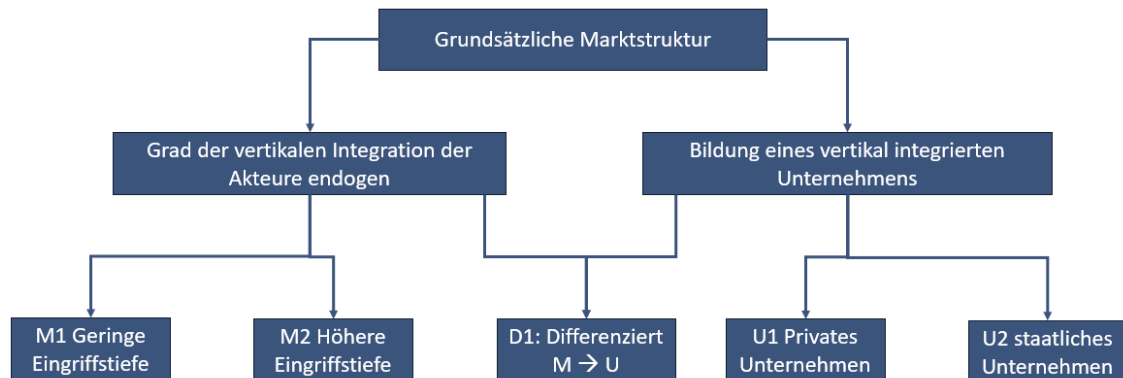 Grundsätzliche Marktstruktur
Grad der vertikalen Integration der
Akteure endogen
Bildung eines vertikal integrierten
Unternehmens
M1 Geringe
Eingriffstiefe
M2 Höhere
Eingriffstiefe
D1: Differenziert
M → U
U1 Privates
Unternehmen
U2 staatliches
Unternehmen